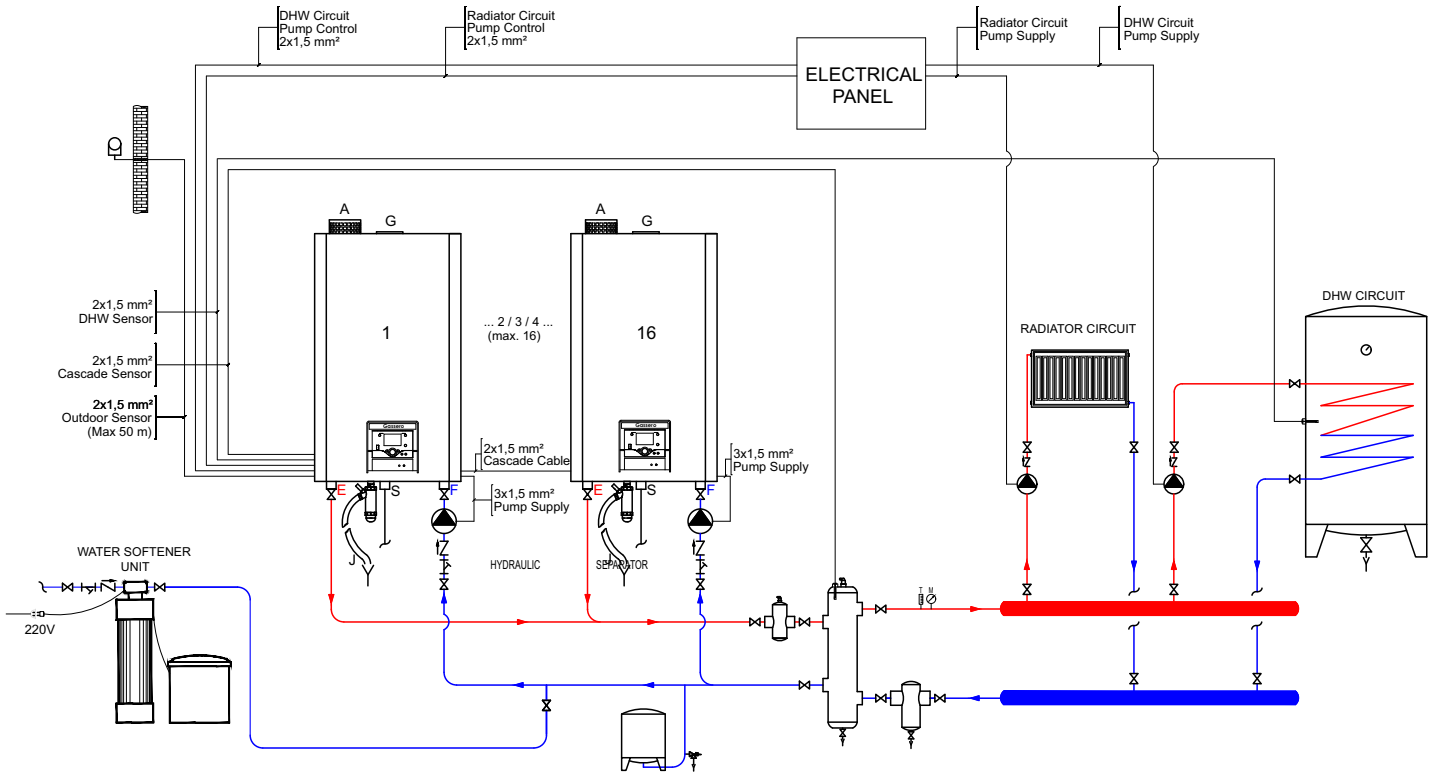 DHW Circuit
Pump Control
2x1,5 mm²
Radiator Circuit
Pump Control
2x1,5 mm²
Radiator Circuit
Pump Supply
DHW Circuit
Pump Supply
ELECTRICAL
PANEL
A
G
A
G
2x1,5 mm²
DHW Sensor
2x1,5 mm²
Cascade Sensor
2x1,5 mm²
Outdoor Sensor
(Max 50 m)
1
... 2 / 3 / 4 ...
(max. 16)
16
Gassero
Gassero
RADIATOR CIRCUIT
DHW CIRCUIT
2x1,5 mm²
Cascade Cable
3x1,5 mm²
Pump Supply
3x1,5 mm²
Pump Supply
E
S
F
E
S
F
J
J
HYDRAULIC SEPARATOR
WATER SOFTENER
UNIT
220V
T
M